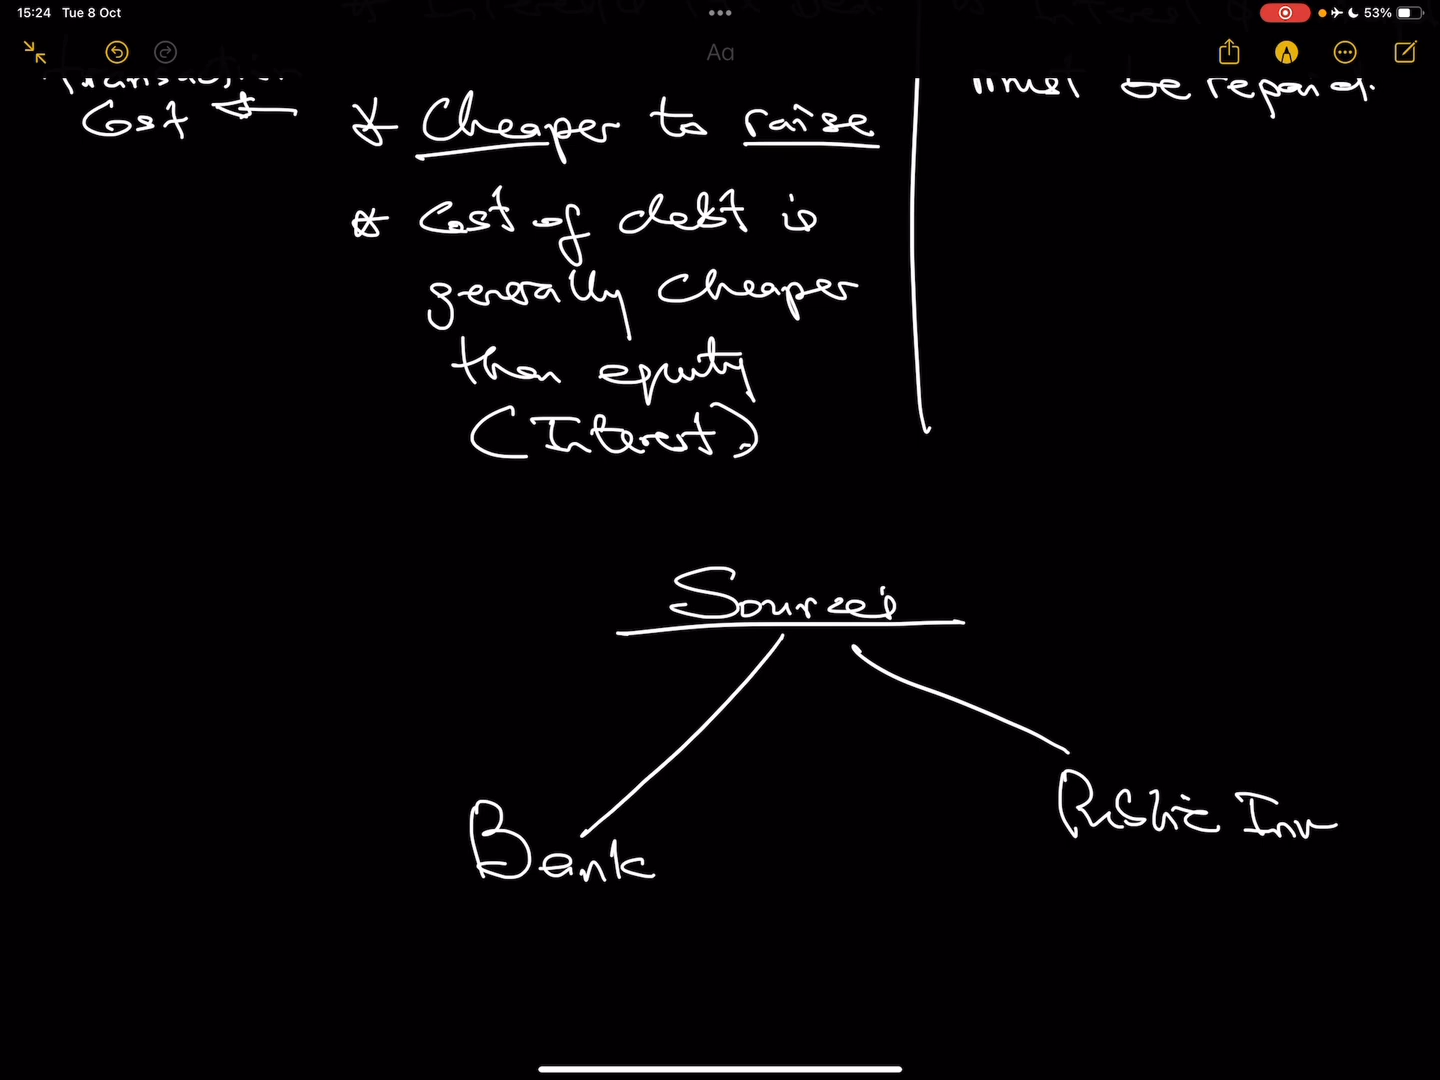 15:24 Tue 8 Oct
53%
Aa
must be repaid.
Cost
* Cheaper to raise
* Cost of debt is
generally cheaper
than equity
(Interest)
Sources
Bank
Public Inv